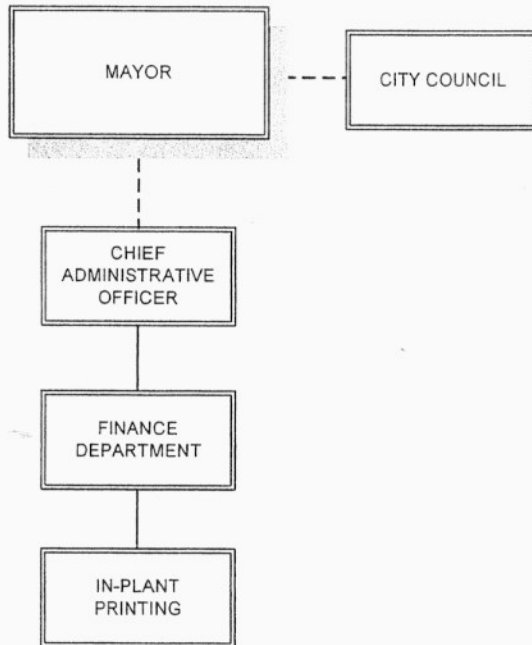 MAYOR
CITY COUNCIL
CHIEF
ADMINISTRATIVE
OFFICER
FINANCE
DEPARTMENT
IN-PLANT
PRINTING